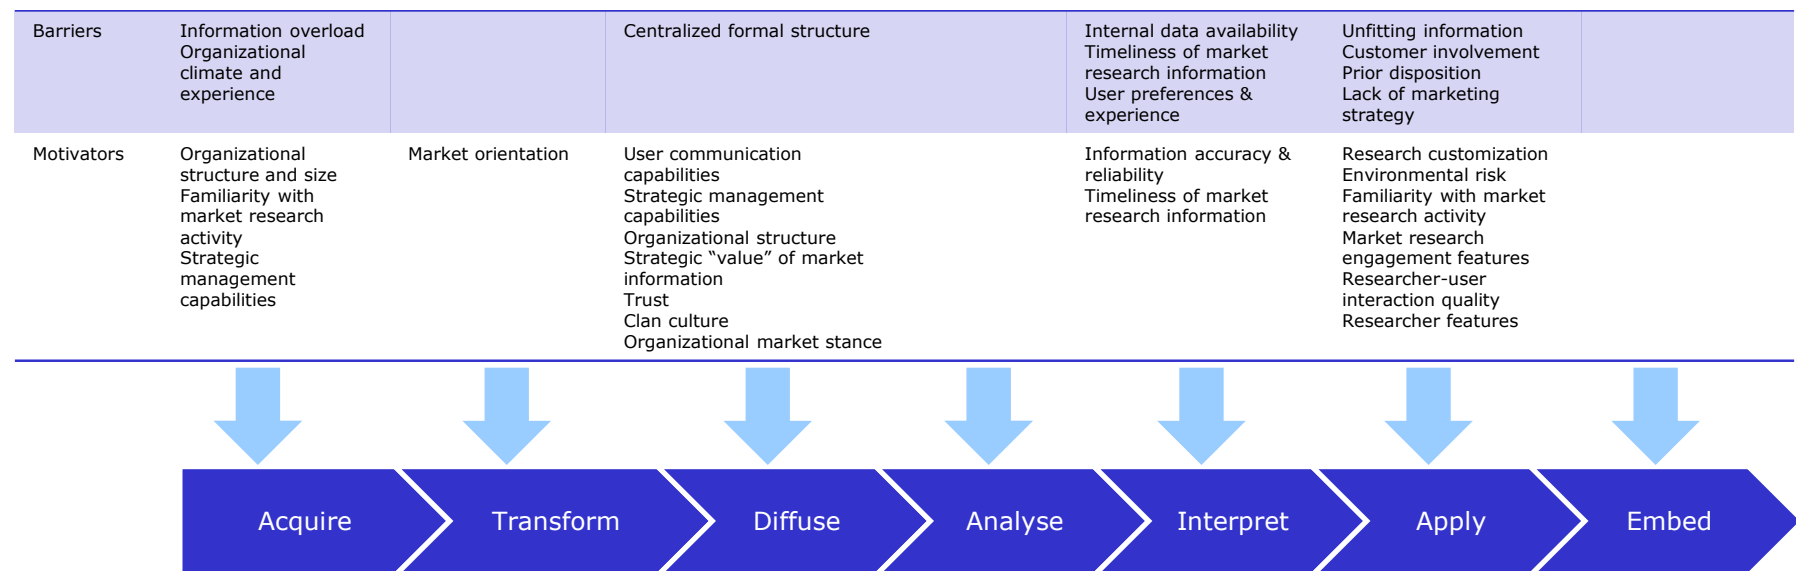 Barriers
Information overload
Organizational
climate and
experience
Centralized formal structure
Internal data availability
Timeliness of market
research information
User preferences &
experience
Unfitting information
Customer involvement
Prior disposition
Lack of marketing
strategy
Motivators
Organizational
structure and size
Familiarity with
market research
activity
Strategic
management
capabilities
Market orientation
User communication
capabilities
Strategic management
capabilities
Organizational structure
Strategic “value” of market
information
Trust
Clan culture
Organizational market stance
Information accuracy &
reliability
Timeliness of market
research information
Research customization
Environmental risk
Familiarity with market
research activity
Market research
engagement features
Researcher-user
interaction quality
Researcher features
Acquire
Transform
Diffuse
Analyse
Interpret
Apply
Embed